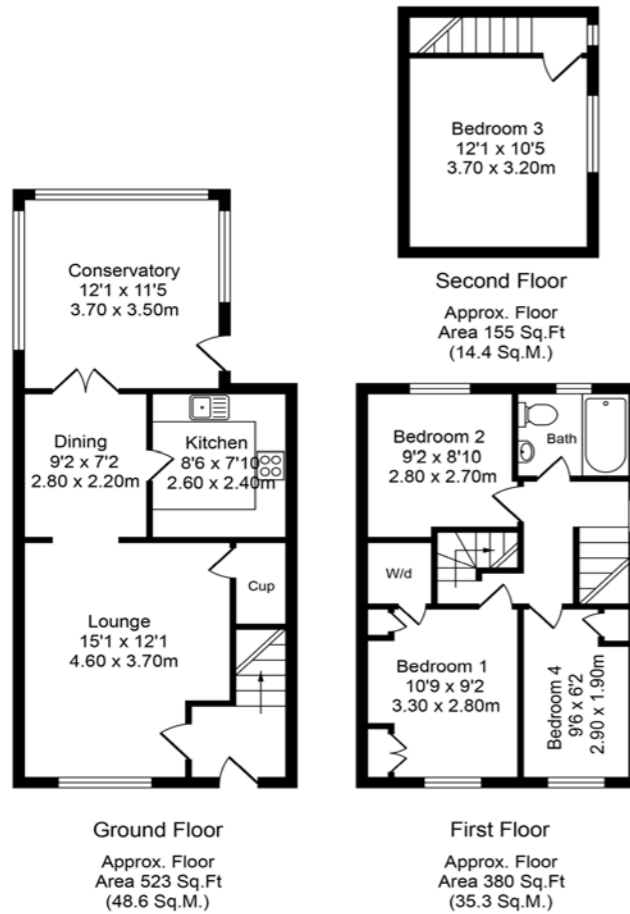 Bedroom 3
12'1 x 10'5
3.70 x 3.20m
Second Floor
Approx. Floor
Area 155 Sq.Ft
(14.4 Sq.M.)
Conservatory
12'1 x 11'5
3.70 x 3.50m
Dining
9'2 x 7'2
2.80 x 2.20m
Kitchen
8'6 x 7'10
2.60 x 2.40m
Cup
Lounge
15'1 x 12'1
4.60 x 3.70m
Ground Floor
Approx. Floor
Area 523 Sq.Ft
(48.6 Sq.M.)
Bedroom 2
9'2 x 8'10
2.80 x 2.70m
Bath
W/d
Bedroom 1
10'9 x 9'2
3.30 x 2.80m
Bedroom 4
9'6 x 6'2
2.90 x 1.90m
First Floor
Approx. Floor
Area 380 Sq.Ft
(35.3 Sq.M.)